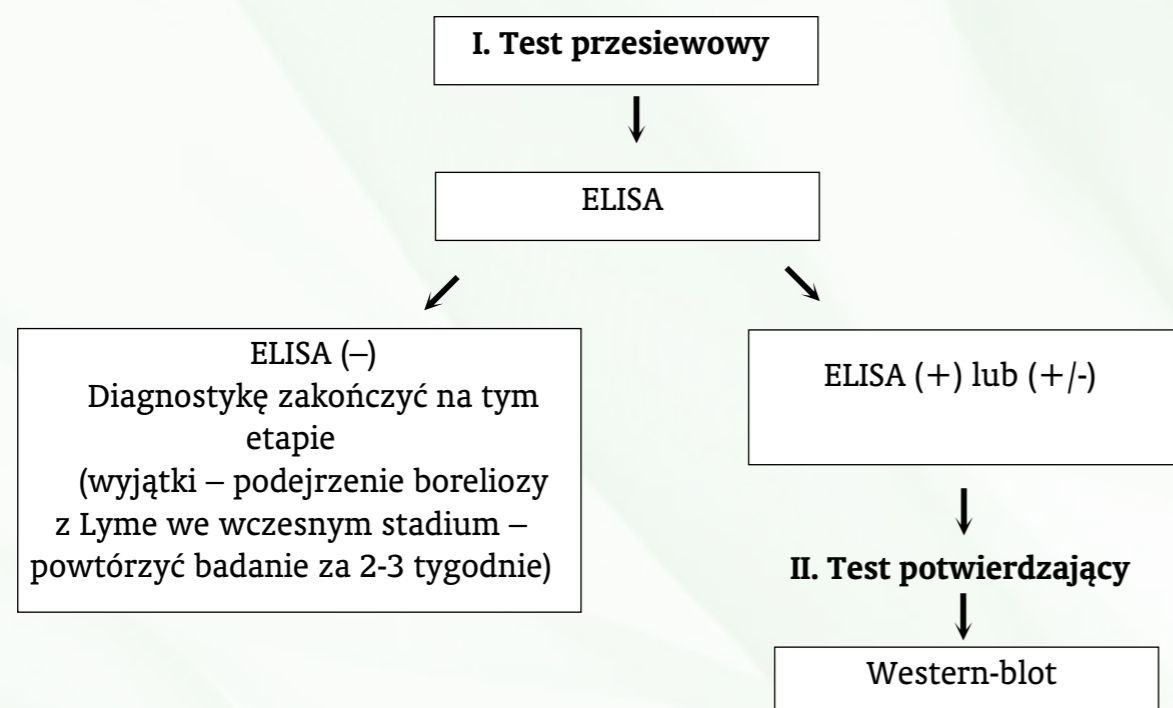 I. Test przesiewowy
ELISA
ELISA (–)
Diagnostykę zakończyć na tym
etapie
(wyjątki – podejrzenie boreliozy
z Lyme we wczesnym stadium –
powtórzyć badanie za 2-3 tygodnie)
ELISA (+) lub (+/-)
II. Test potwierdzający
Western-blot